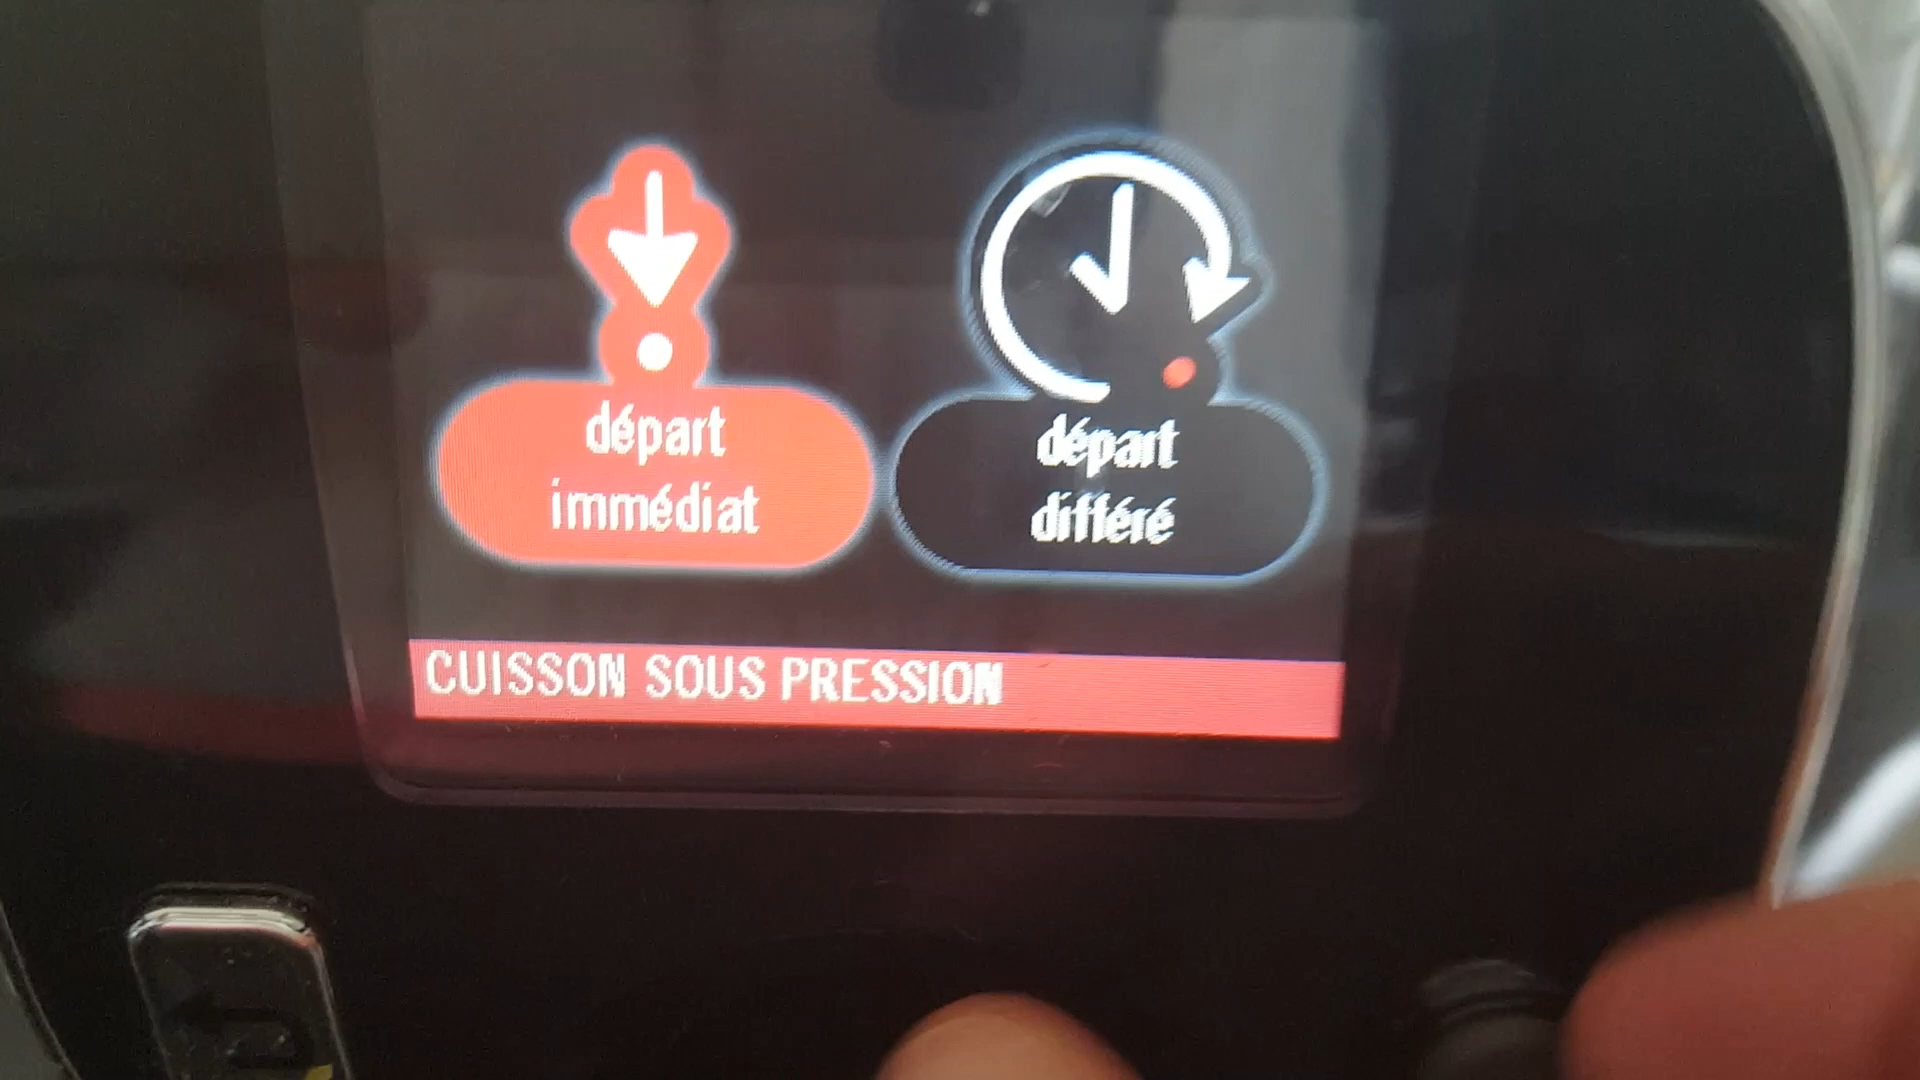 départ
immédiat
départ
différé
CUISSON SOUS PRESSION